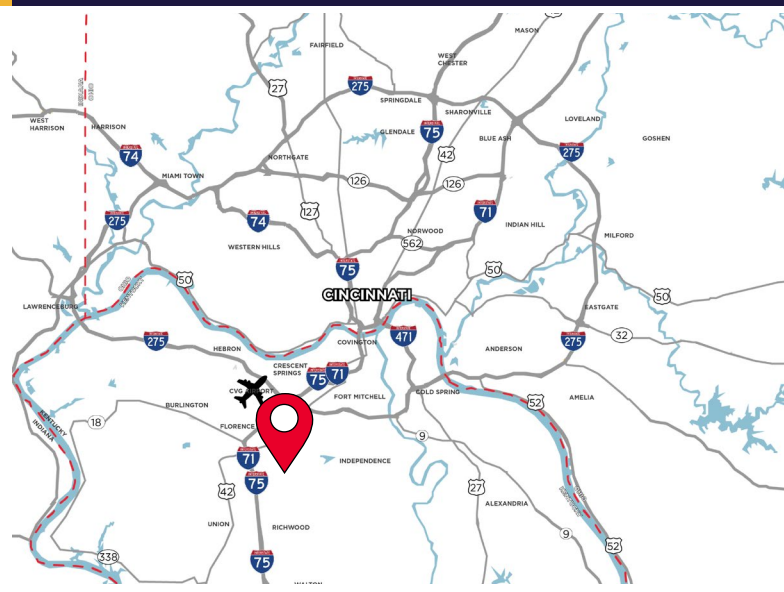 MASON
FAIRFIELD
WEST
CHESTER
27
275
SPRINGDALE
SHARONVILLE
LOVELAND
INDIANA
OHIO
WEST
HARRISON
HARRISON
GLENDALE
75
BLUE ASH
GOSHEN
74
NORTHGATE
42
275
MIAMI TOWN
126
126
275
74
127
71
INDIAN HILL
NORWOOD
562
WESTERN HILLS
MILFORD
75
50
50
CINCINNATI
50
LAWRENCEBURG
EASTGATE
275
COVINGTON
471
32
275
HEBRON
ANDERSON
CRESCENT
SPRINGS
75
71
CVG
FORT MITCHELL
COLD SPRING
AMELIA
BURLINGTON
52
KENTUCKY
INDIANA
18
FLORENCE
9
71
INDEPENDENCE
75
42
27
ALEXANDRIA
UNION
RICHWOOD
9
52
338
75